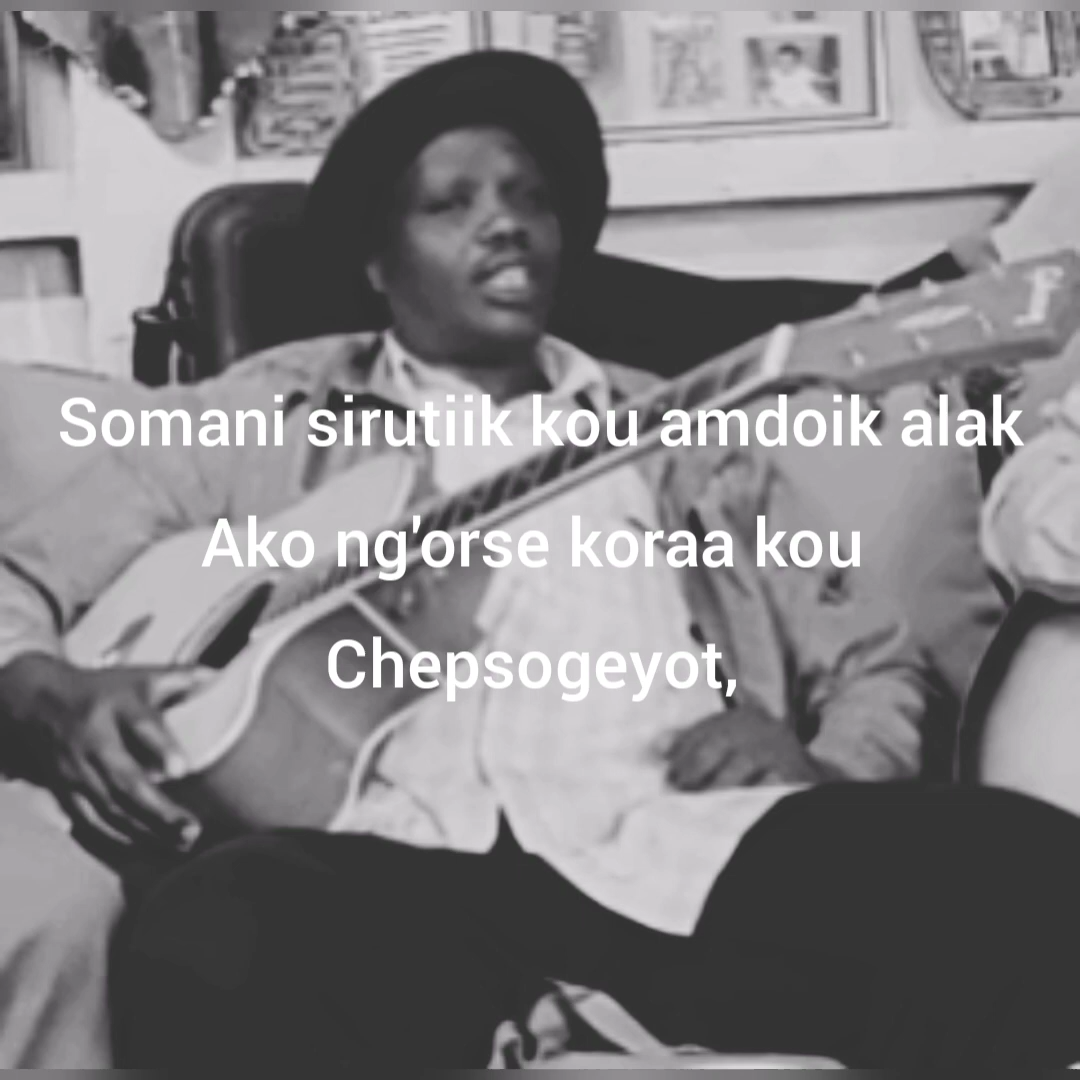 Somani sirutiik kou amdoik alak
Ako ng'orse koraa kou
Chepsogeyot,